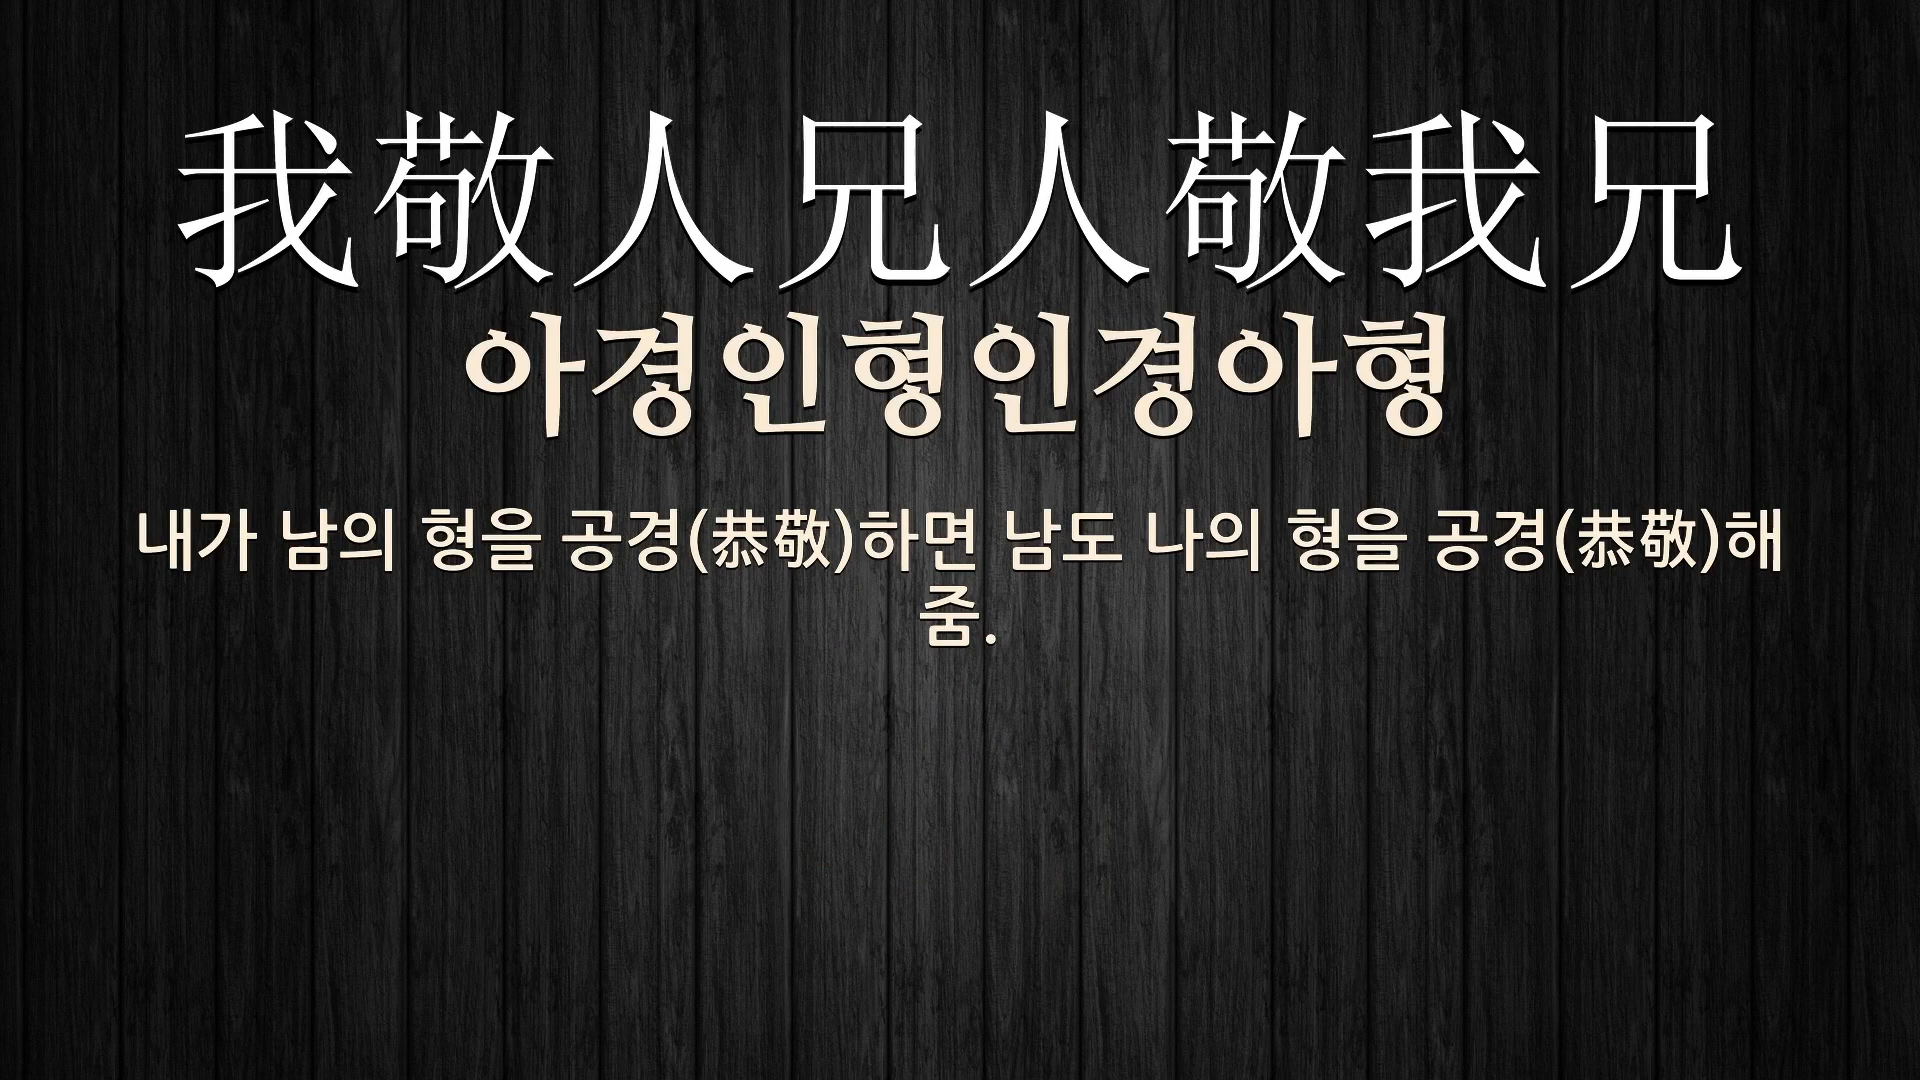 我敬人兄人敬我兄
아경인형인경아형
내가 남의 형을 공경(恭敬)하면 남도 나의 형을 공경(恭敬)해
줌.